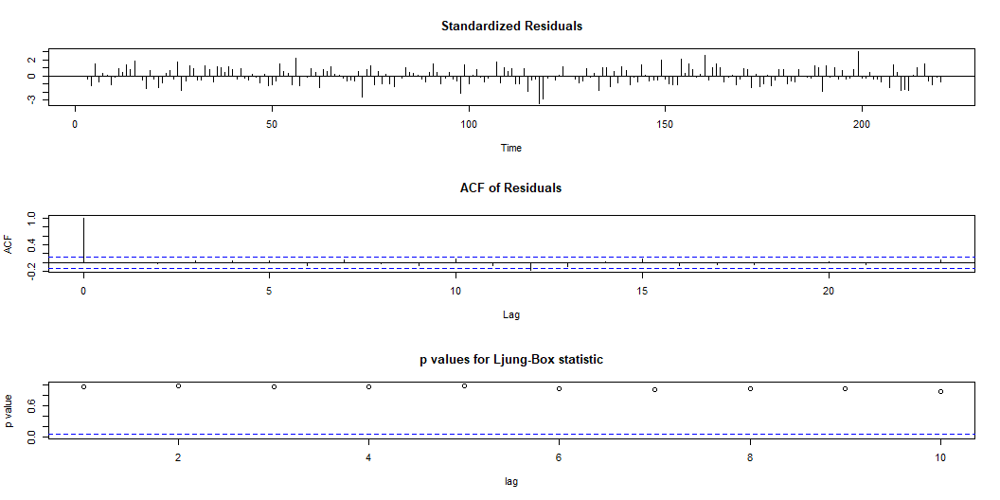 Standardized Residuals
2
0
-3
0 50 100 150 200
Time
ACF of Residuals
ACF
1.0
0.4
-0.2
0 5 10 15 20
Lag
p values for Ljung-Box statistic
p value
0.6
0.0
2 4 6 8 10
lag